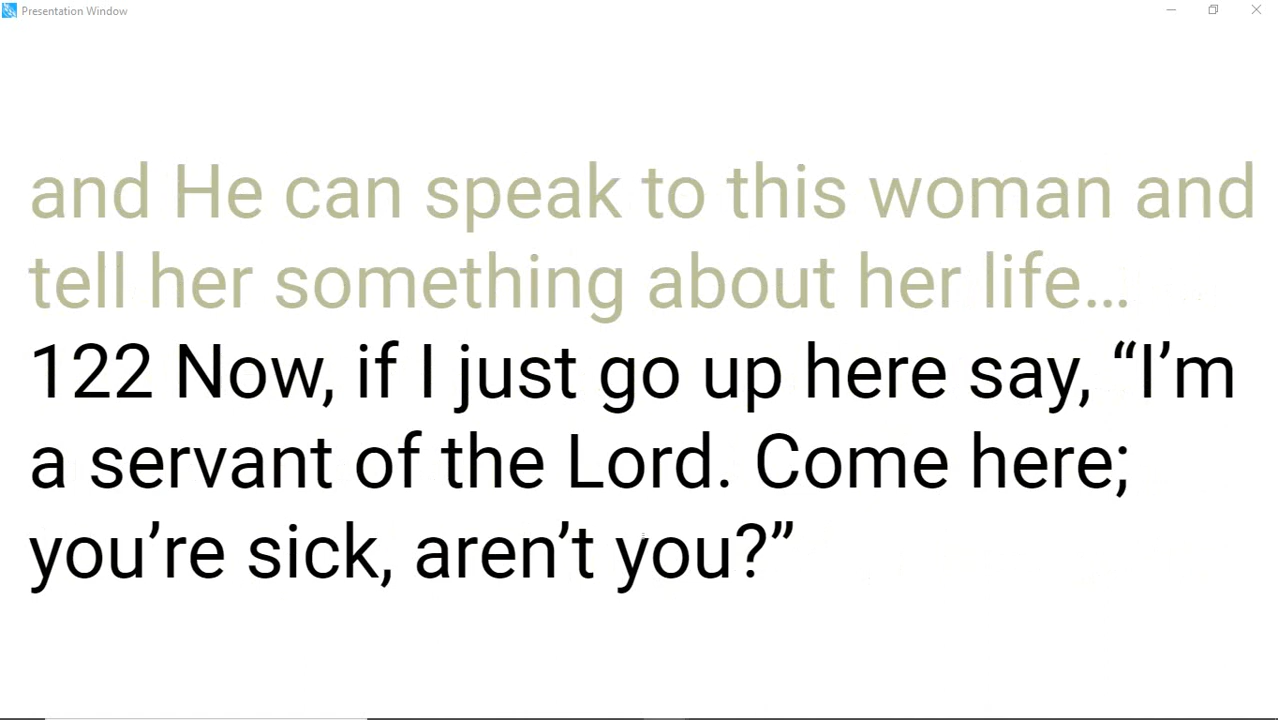 Presentation Window
and He can speak to this woman and
tell her something about her life…
122 Now, if I just go up here say, “I’m
a servant of the Lord. Come here;
you’re sick, aren’t you?”